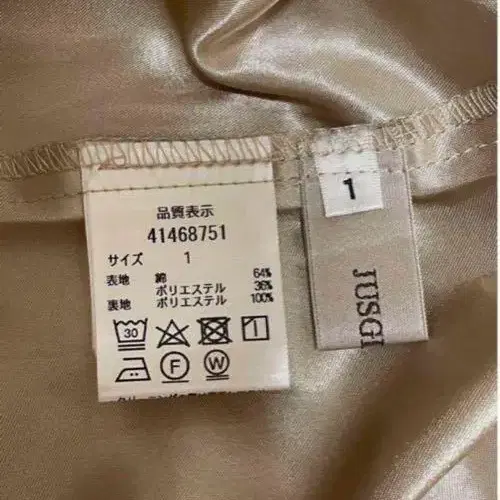 品質表示
41468751
サイズ 1
表地 綿 64%
ポリエステル 36%
裏地 ポリエステル 100%
30
F
W
1
JUSGL